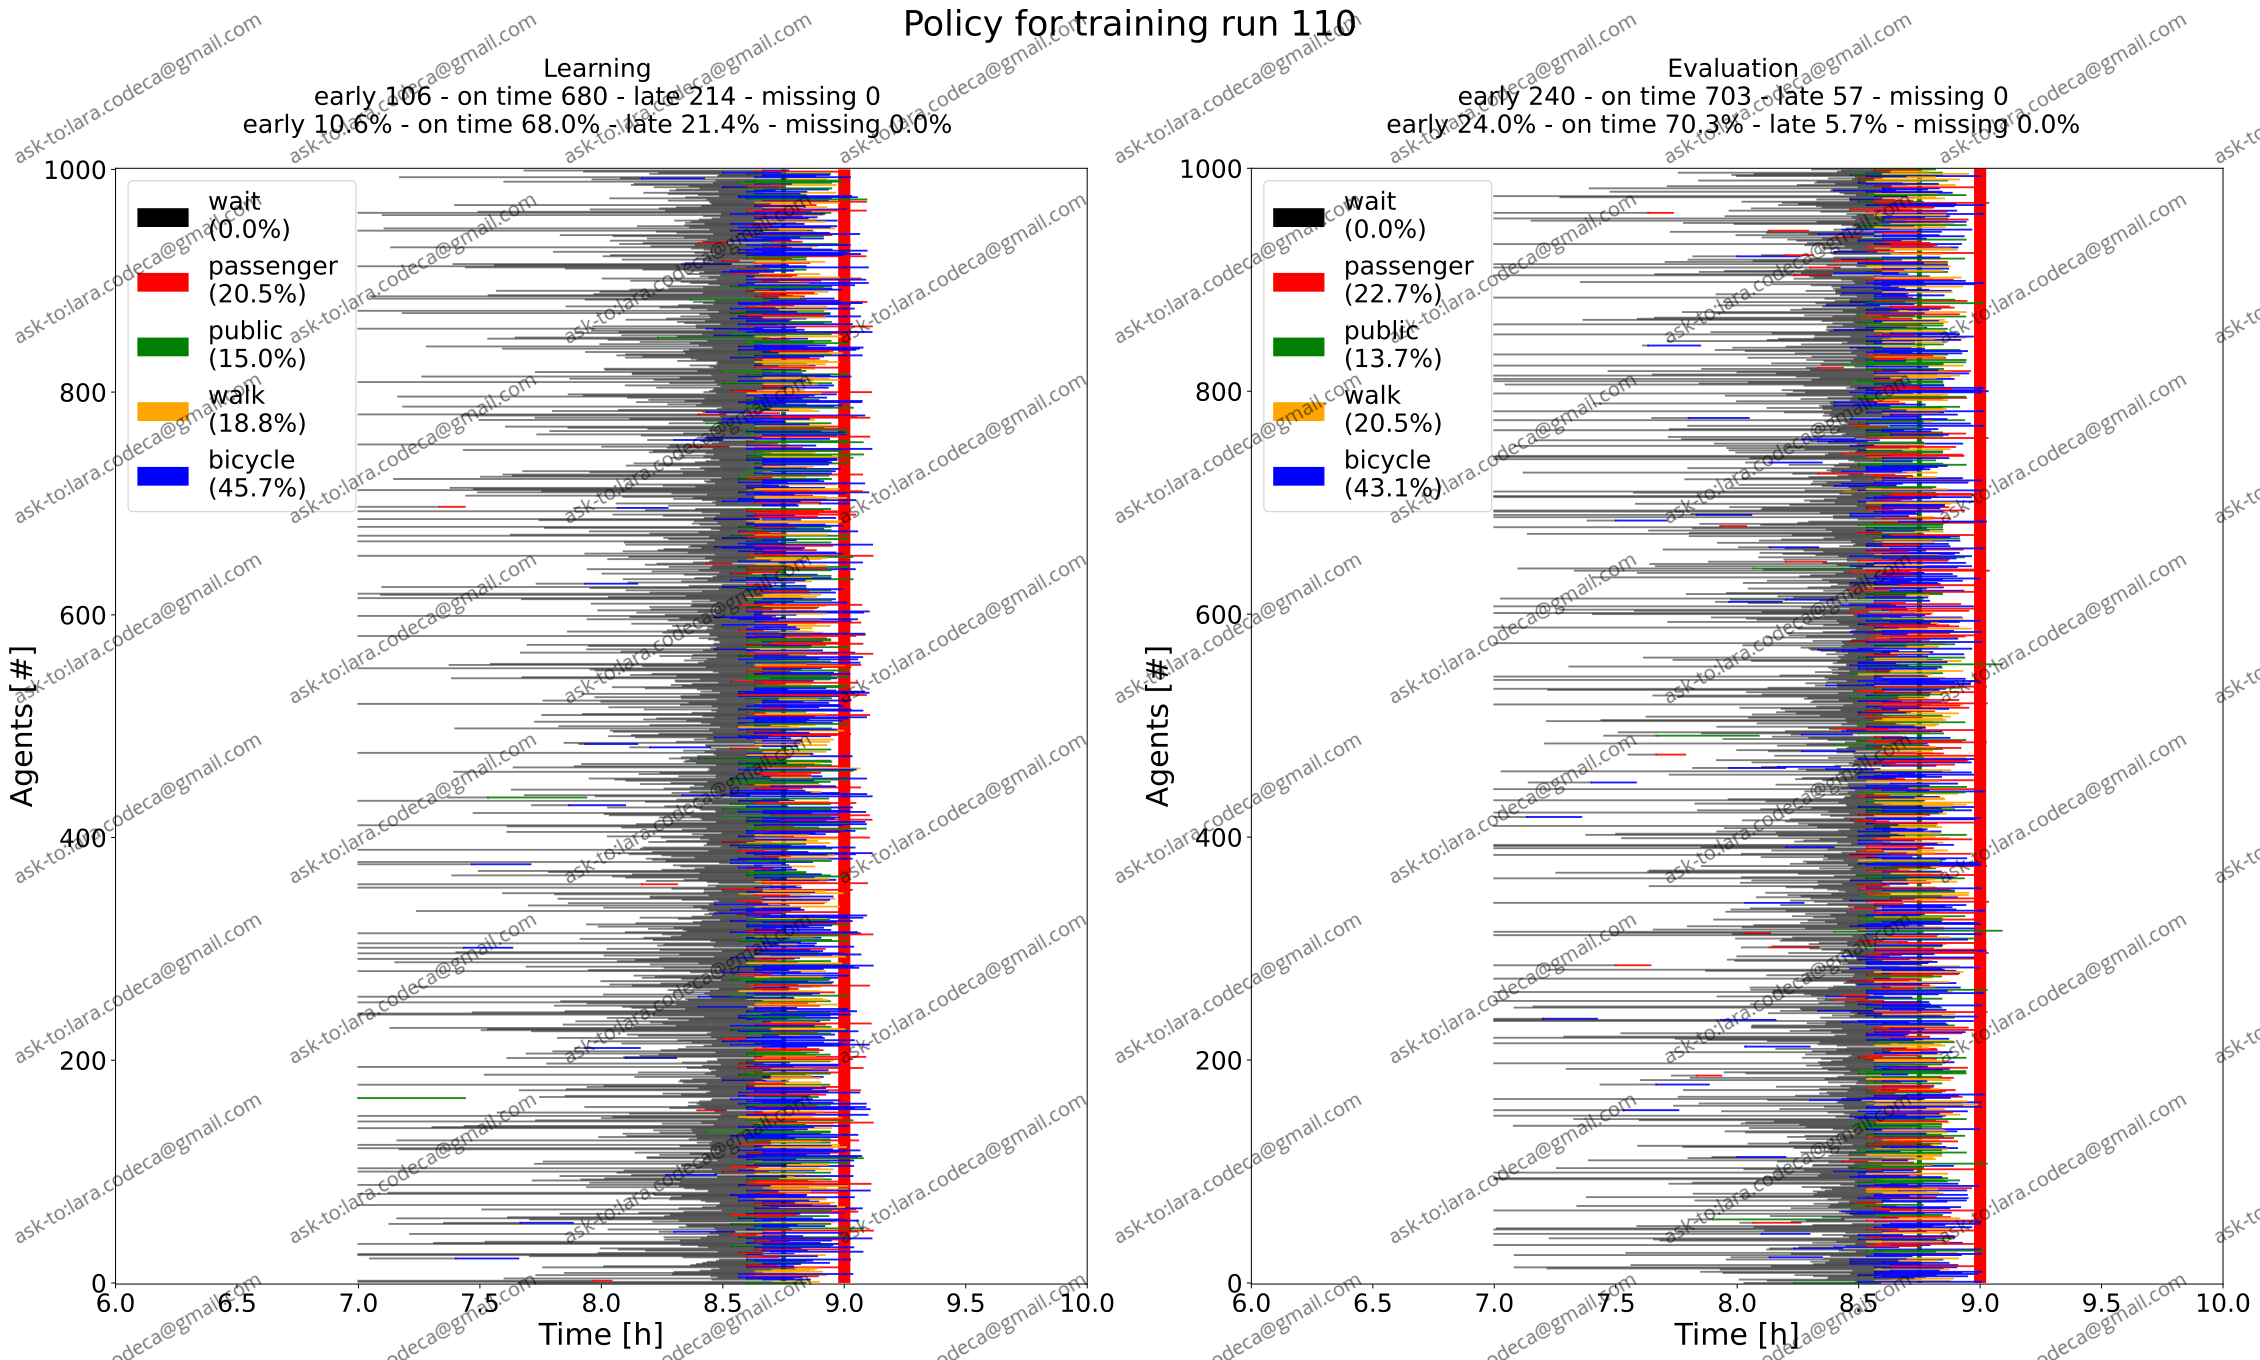 Policy for training run 110
Learning
early 106 - on time 680 - late 214 - missing 0
early 10.6% - on time 68.0% - late 21.4% - missing 0.0%
1000
800
600
400
200
0
Agents [#]
wait
(0.0%)
passenger
(20.5%)
public
(15.0%)
walk
(18.8%)
bicycle
(45.7%)
6.0 6.5 7.0 7.5 8.0 8.5 9.0 9.5 10.0
Time [h]
Evaluation
early 240 - on time 703 - late 57 - missing 0
early 24.0% - on time 70.3% - late 5.7% - missing 0.0%
1000
800
600
400
200
0
Agents [#]
wait
(0.0%)
passenger
(22.7%)
public
(13.7%)
walk
(20.5%)
bicycle
(43.1%)
6.0 6.5 7.0 7.5 8.0 8.5 9.0 9.5 10.0
Time [h]
ask-to:lara.codeca@gmail.com